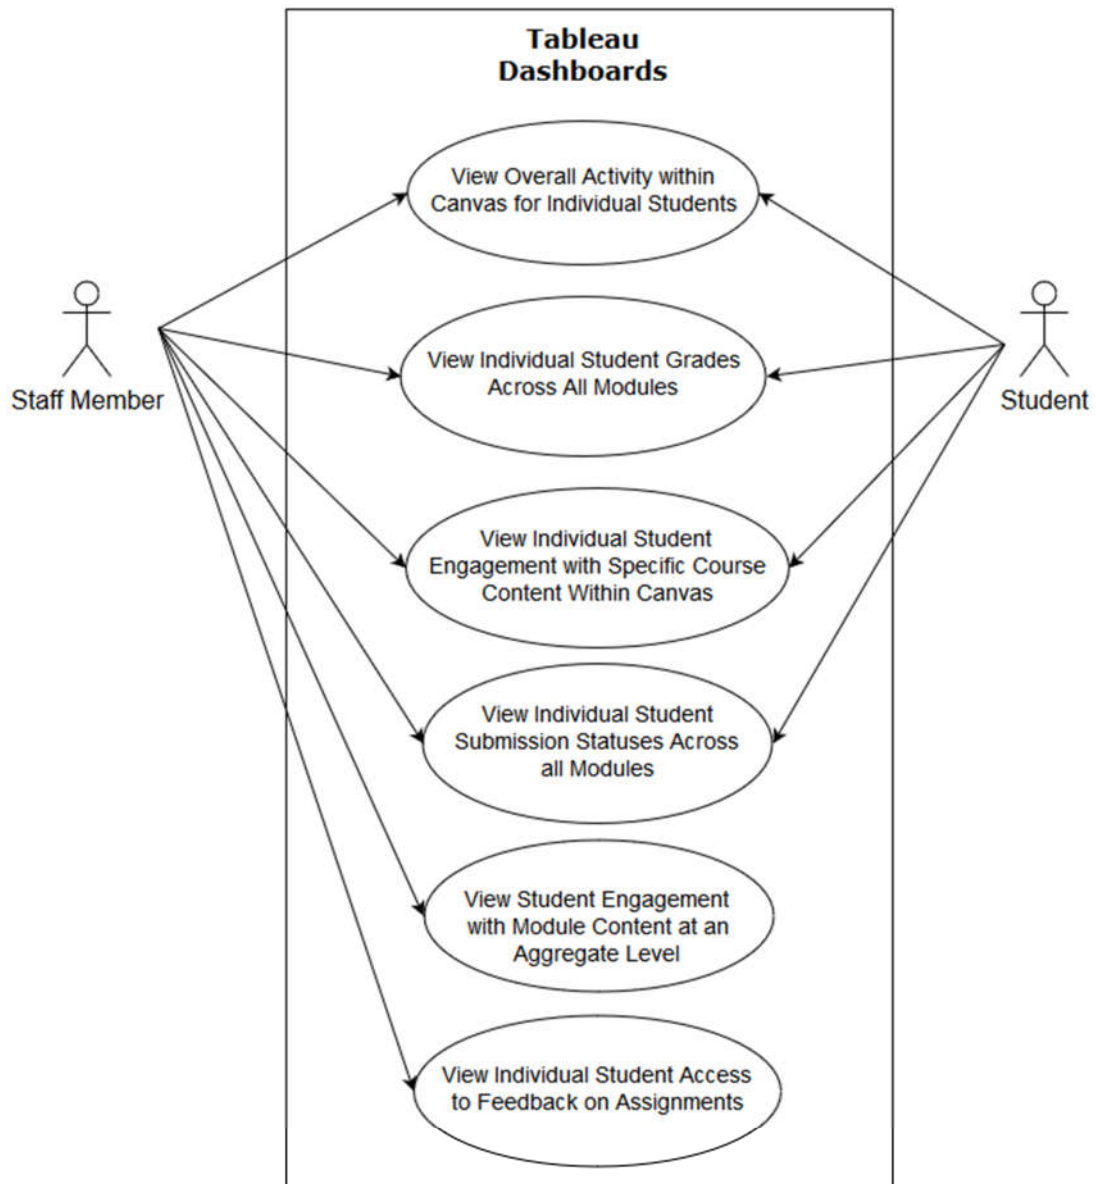 Tableau
Dashboards
View Overall Activity within
Canvas for Individual Students
View Individual Student Grades
Across All Modules
Staff Member
Student
View Individual Student
Engagement with Specific Course
Content Within Canvas
View Individual Student
Submission Statuses Across
all Modules
View Student Engagement
with Module Content at an
Aggregate Level
View Individual Student Access
to Feedback on Assignments